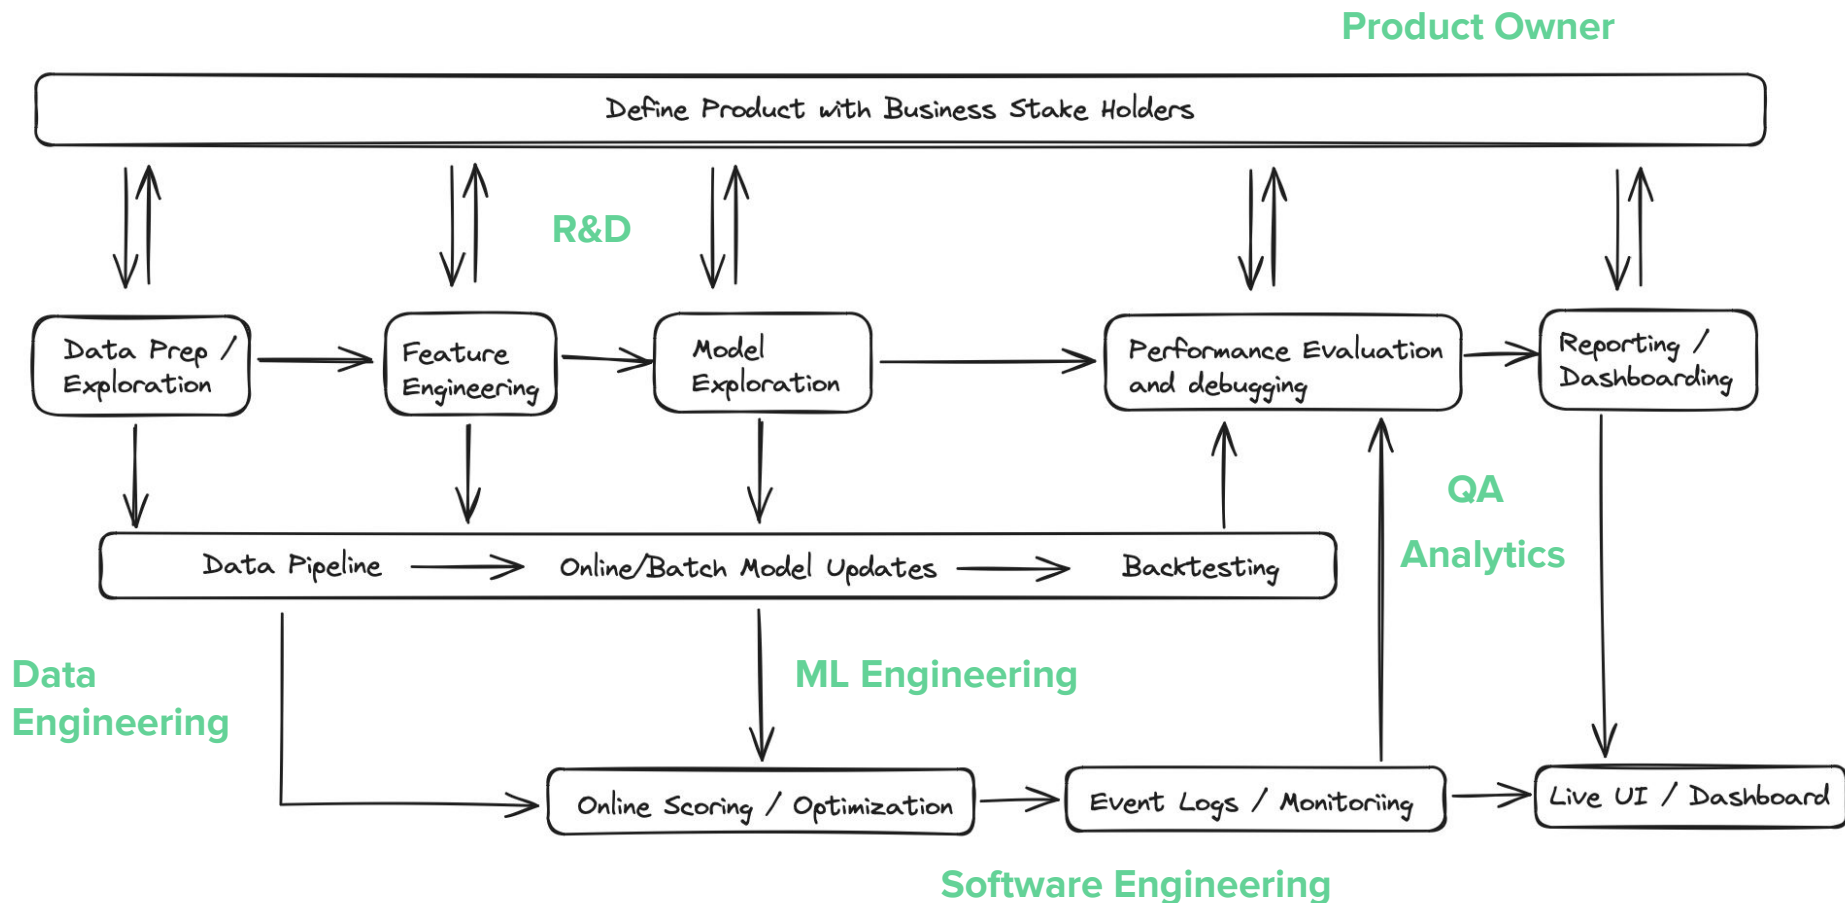 Product Owner
Define Product with Business Stake Holders
R&D
Data Prep /
Exploration
Feature
Engineering
Model
Exploration
Performance Evaluation
and debugging
Reporting /
Dashboarding
QA
Analytics
Data Pipeline
Online/Batch Model Updates
Backtesting
Data
Engineering
ML Engineering
Online Scoring / Optimization
Event Logs / Monitoriing
Live UI / Dashboard
Software Engineering